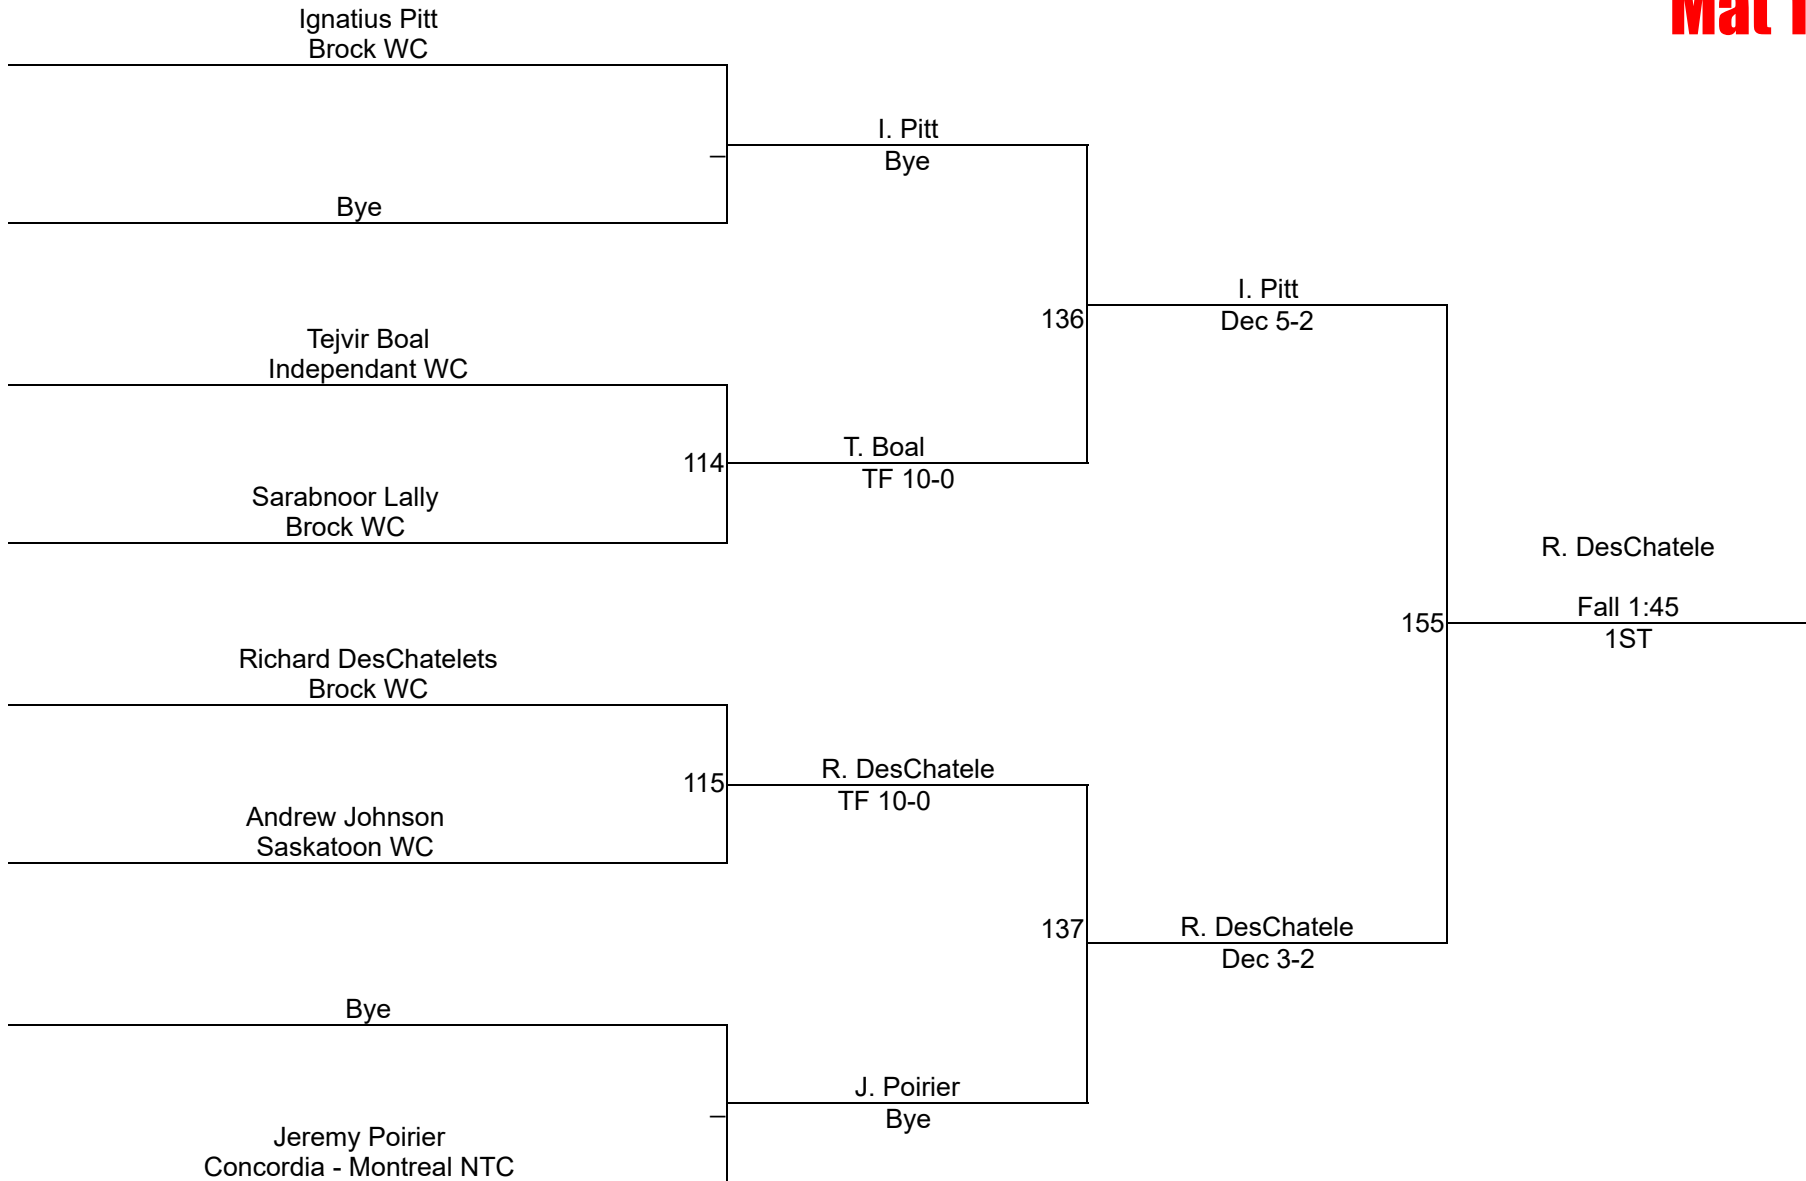 Mat 1
Ignatius Pitt
Brock WC
I. Pitt
Bye
Bye
I. Pitt
Dec 5-2
136
Tejvir Boal
Independant WC
T. Boal
TF 10-0
114
Sarabnoor Lally
Brock WC
R. DesChatele
Fall 1:45
1ST
155
Richard DesChatelets
Brock WC
R. DesChatele
TF 10-0
115
Andrew Johnson
Saskatoon WC
137
R. DesChatele
Dec 3-2
Bye
J. Poirier
Bye
Jeremy Poirier
Concordia - Montreal NTC